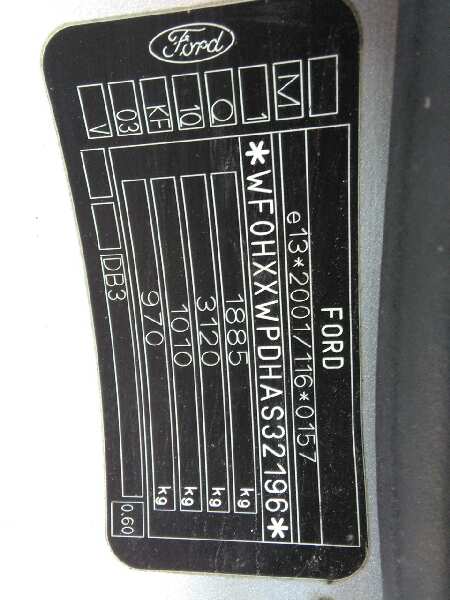 Ford
FORD
e13*2001/116*0157
*WF0HXXWPDHAS32196*
1885 kg
3120 kg
1010 kg
970 kg
M
1
Q
10
KF
03
V
DB3
0.60